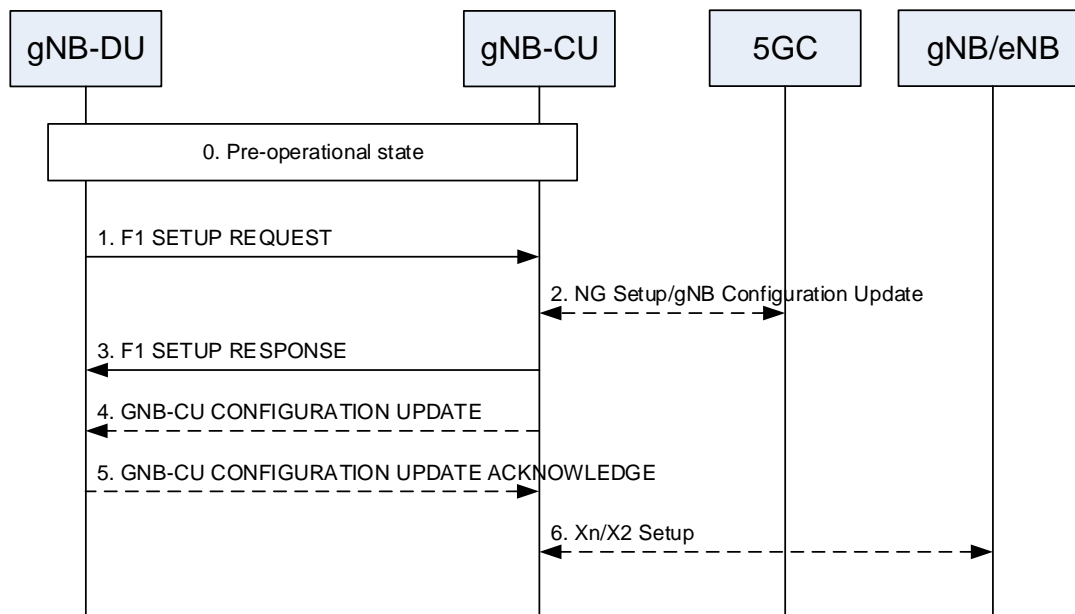 gNB-DU
gNB-CU
5GC
gNB/eNB
0. Pre-operational state
1. F1 SETUP REQUEST
2. NG Setup/gNB Configuration Update
3. F1 SETUP RESPONSE
4. GNB-CU CONFIGURATION UPDATE
5. GNB-CU CONFIGURATION UPDATE ACKNOWLEDGE
6. Xn/X2 Setup